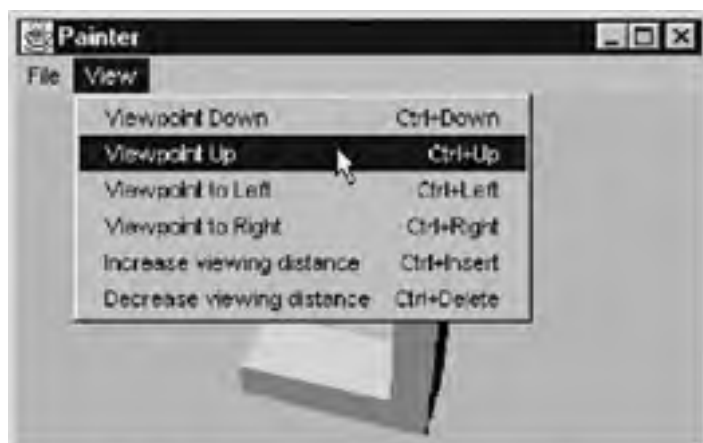 Painter
File View
Viewpoint Down Ctrl+Down
Viewpoint Up Ctrl+Up
Viewpoint to Left Ctrl+Left
Viewpoint to Right Ctrl+Right
Increase viewing distance Ctrl+Insert
Decrease viewing distance Ctrl+Delete